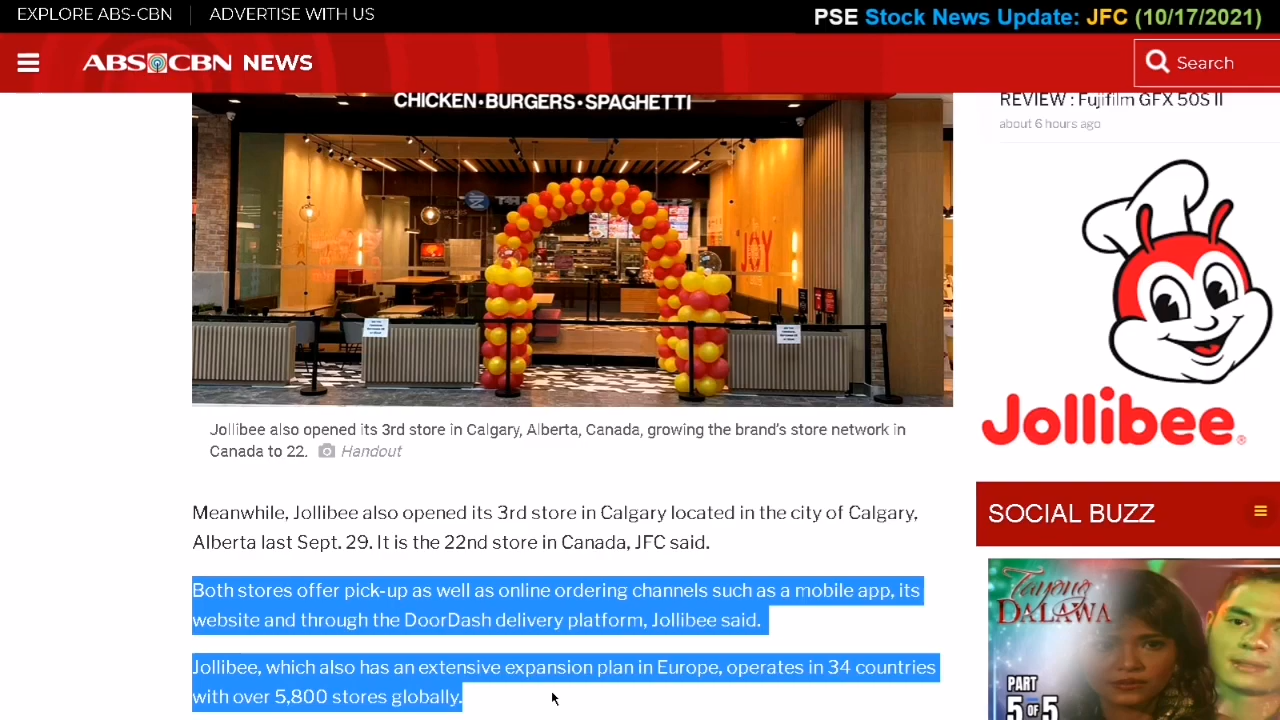 EXPLORE ABS-CBN
ADVERTISE WITH US
PSE Stock News Update: JFC (10/17/2021)
ABS-CBN NEWS
Search
CHICKEN•BURGERS•SPAGHETTI
JOY
REVIEW : Fujifilm GFX 50S II
about 6 hours ago
Jollibee also opened its 3rd store in Calgary, Alberta, Canada, growing the brand's store network in
Canada to 22. Handout
Meanwhile, Jollibee also opened its 3rd store in Calgary located in the city of Calgary,
Alberta last Sept. 29. It is the 22nd store in Canada, JFC said.
Both stores offer pick-up as well as online ordering channels such as a mobile app, its
website and through the DoorDash delivery platform, Jollibee said.
Jollibee, which also has an extensive expansion plan in Europe, operates in 34 countries
with over 5,800 stores globally.
Jollibee®
SOCIAL BUZZ
Tayong
DALAWA
PART
5 OF 5